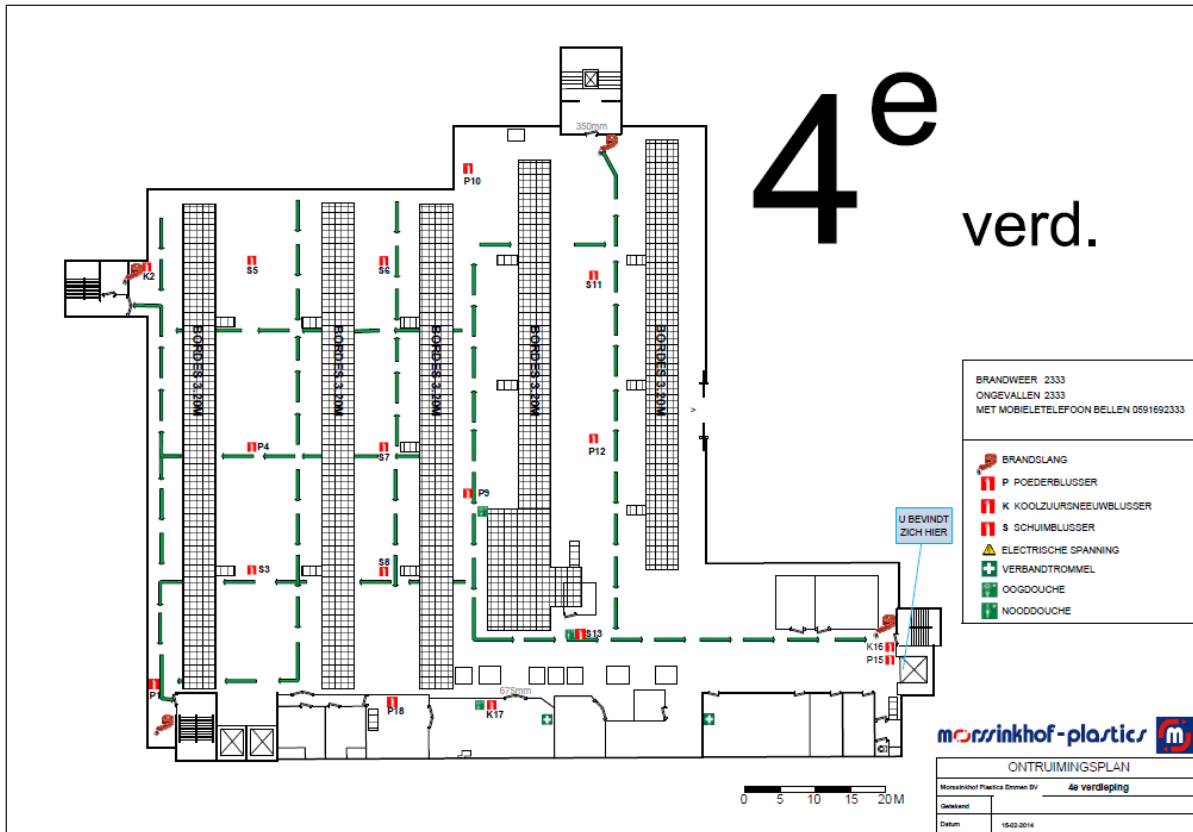 4e
verd.
350mm
P10
K2
S5
S6
S11
BORDES 3.20M
BORDES 3.20M
BORDES 3.20M
BORDES 3.20M
BORDES 3.20M
V
P4
S7
P12
P9
S3
S8
S13
K16
P15
P1
675mm
P18
K17
U BEVINDT
ZICH HIER
BRANDWEER 2333
ONGEVALLEN 2333
MET MOBIELETELEFOON BELLEN 0591692333
BRANDSLANG
P POEDERBLUSSER
K KOOLZUURSNEEUWBLUSSER
S SCHUIMBLUSSER
ELECTRISCHE SPANNING
VERBANDTROMMEL
OOGDOUCHE
NOODDOUCHE
0 5 10 15 20M
morssinkhof-plastics m
ONTRUIMINGSPLAN
Morssinkhof Plastics Emmen BV 4e verdieping
Getekend
Datum 15-02-2014